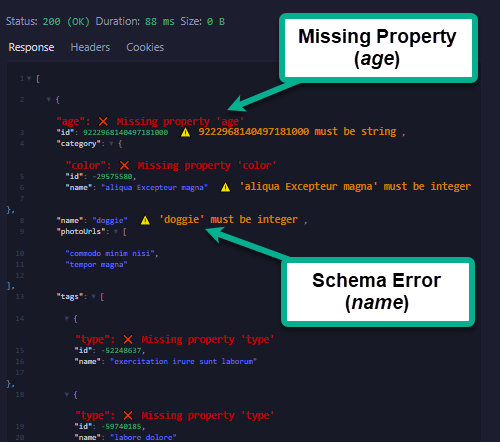 Status: 200 (OK) Duration: 88 ms Size: 0 B
Response Headers Cookies
Missing Property
(age)
1 [
2 {
"age": ❌ Missing property 'age'
3 "id": 9222968140497181000 ⚠ 9222968140497181000 must be string ,
4 "category": {
"color": ❌ Missing property 'color'
5 "id": -29575580,
6 "name": "aliqua Excepteur magna" ⚠ 'aliqua Excepteur magna' must be integer
7
},
8 "name": "doggie" ⚠ 'doggie' must be integer ,
9 "photoUrls": [
10 "commodo minim nisi",
11 "tempor magna"
12
],
Schema Error
(name)
13 "tags": [
14 {
"type": ❌ Missing property 'type'
15 "id": -52248637,
16 "name": "exercitation irure sunt laborum"
17
},
18 {
"type": ❌ Missing property 'type'
19 "id": -59740185,
20 "name": "labore dolore"